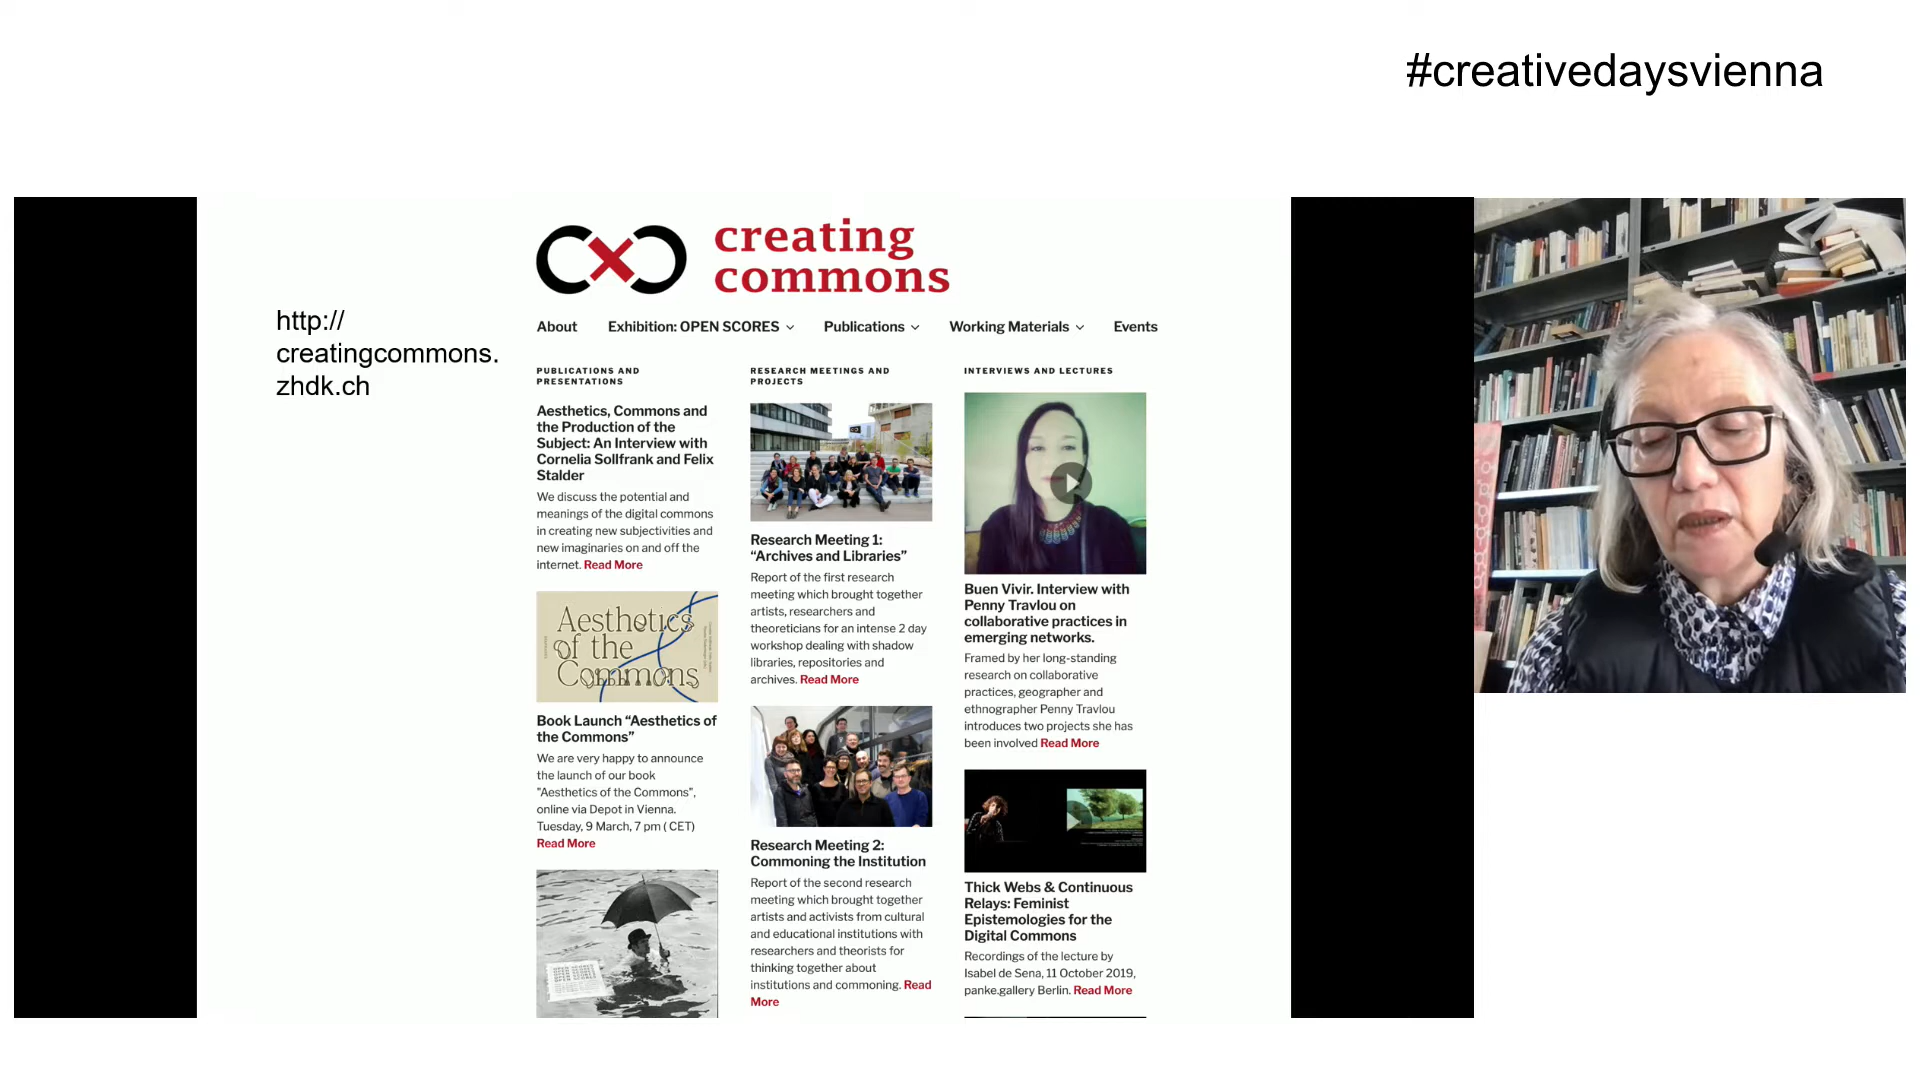 #creativedaysvienna
http://
creatingcommons.
zhdk.ch
creating
commons
About
Exhibition: OPEN SCORES
Publications
Working Materials
Events
PUBLICATIONS AND
PRESENTATIONS
Aesthetics, Commons and
the Production of the
Subject: An Interview with
Cornelia Sollfrank and Felix
Stalder
We discuss the potential and
meanings of the digital commons
in creating new subjectivities and
new imaginaries on and off the
internet. Read More
Aesthetics
of the
Commons
Book Launch “Aesthetics of
the Commons”
We are very happy to announce
the launch of our book
"Aesthetics of the Commons",
online via Depot in Vienna.
Tuesday, 9 March, 7 pm ( CET)
Read More
RESEARCH MEETINGS AND
PROJECTS
Research Meeting 1:
“Archives and Libraries”
Report of the first research
meeting which brought together
artists, researchers and
theoreticians for an intense 2 day
workshop dealing with shadow
libraries, repositories and
archives. Read More
Research Meeting 2:
Commoning the Institution
Report of the second research
meeting which brought together
artists and activists from cultural
and educational institutions with
researchers and theorists for
thinking together about
institutions and commoning. Read
More
INTERVIEWS AND LECTURES
Buen Vivir. Interview with
Penny Travlou on
collaborative practices in
emerging networks.
Framed by her long-standing
research on collaborative
practices, geographer and
ethnographer Penny Travlou
introduces two projects she has
been involved Read More
Thick Webs & Continuous
Relays: Feminist
Epistemologies for the
Digital Commons
Recordings of the lecture by
Isabel de Sena, 11 October 2019,
panke.gallery Berlin. Read More